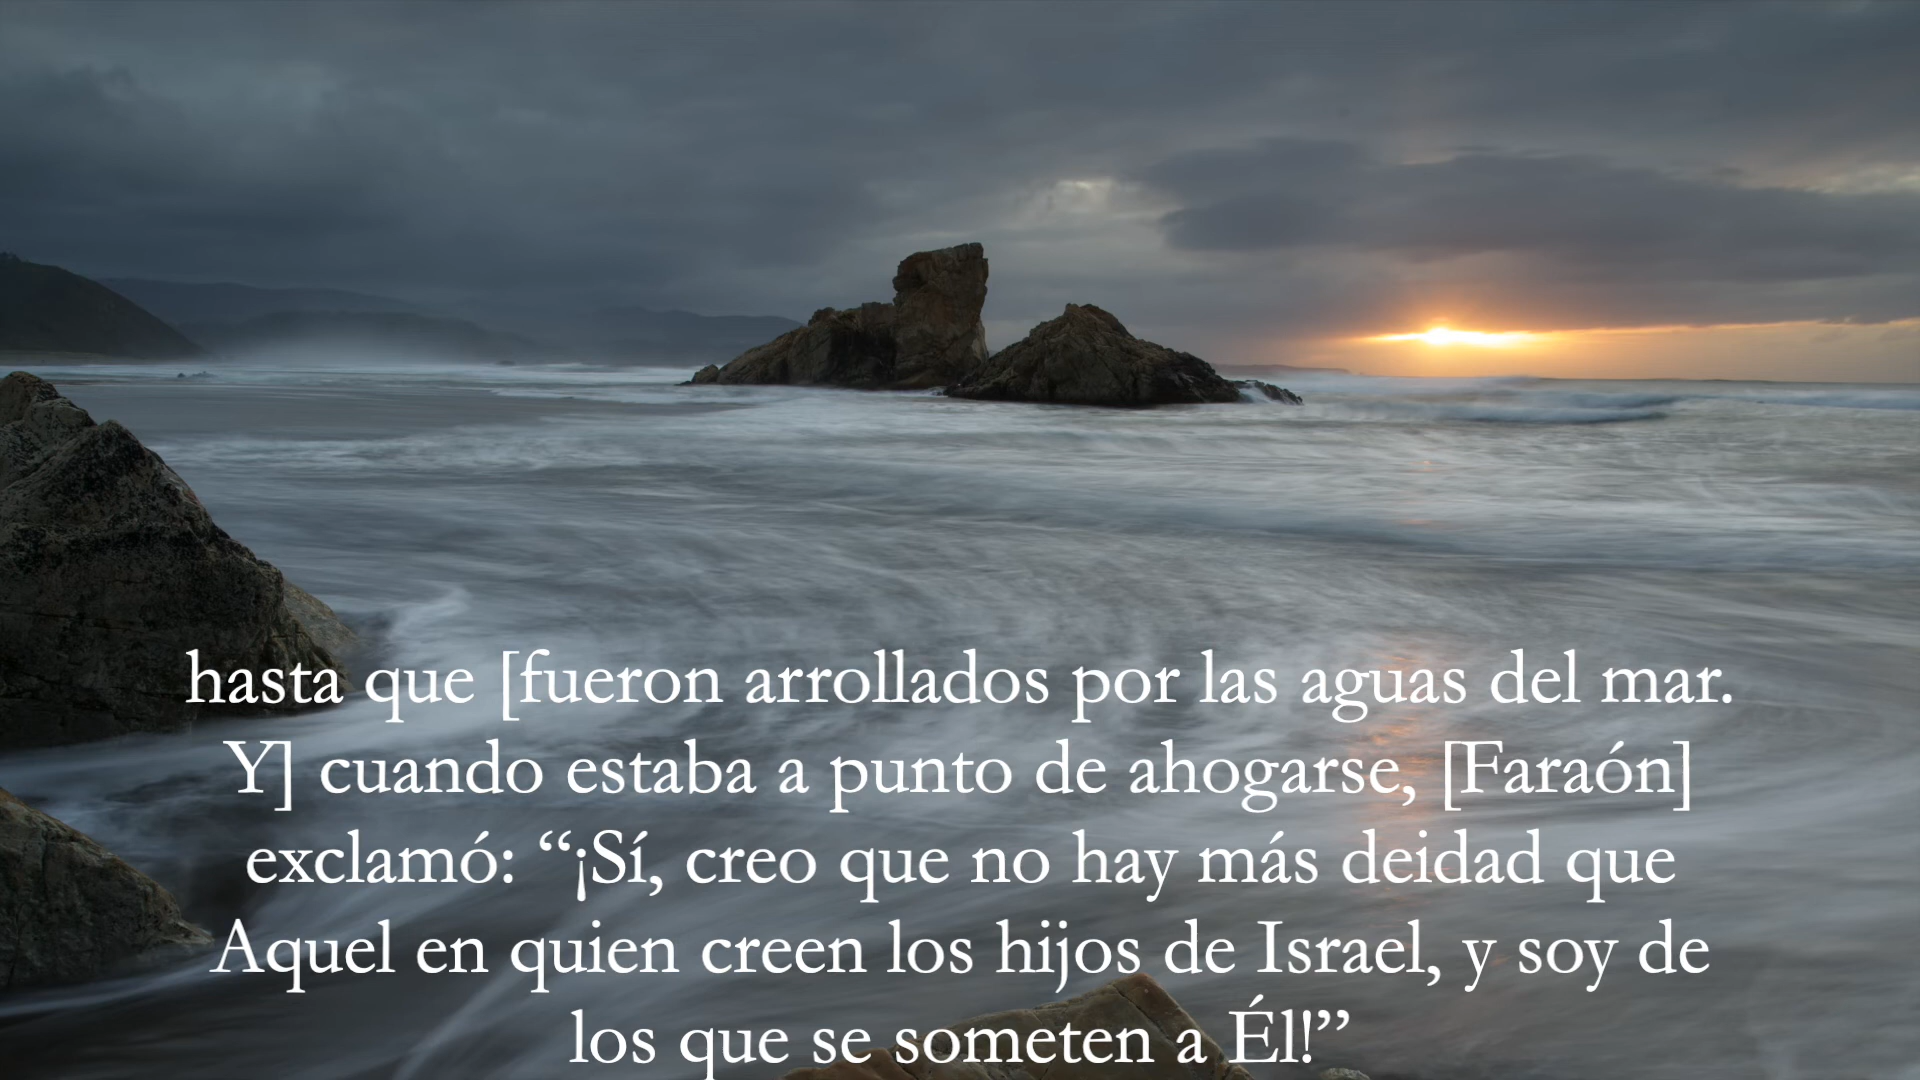 hasta que [fueron arrollados por las aguas del mar.
Y] cuando estaba a punto de ahogarse, [Faraón]
exclamó: “¡Sí, creo que no hay más deidad que
Aquel en quien creen los hijos de Israel, y soy de
los que se someten a Él!”